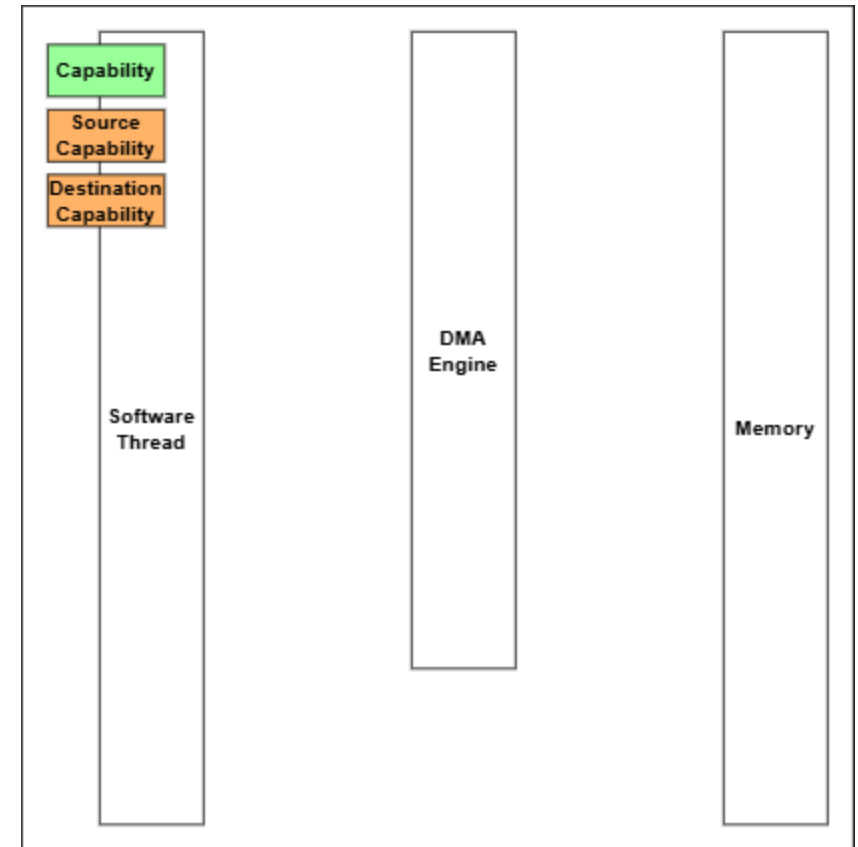 Capability
Source
Capability
Destination
Capability
DMA
Engine
Software
Thread
Memory